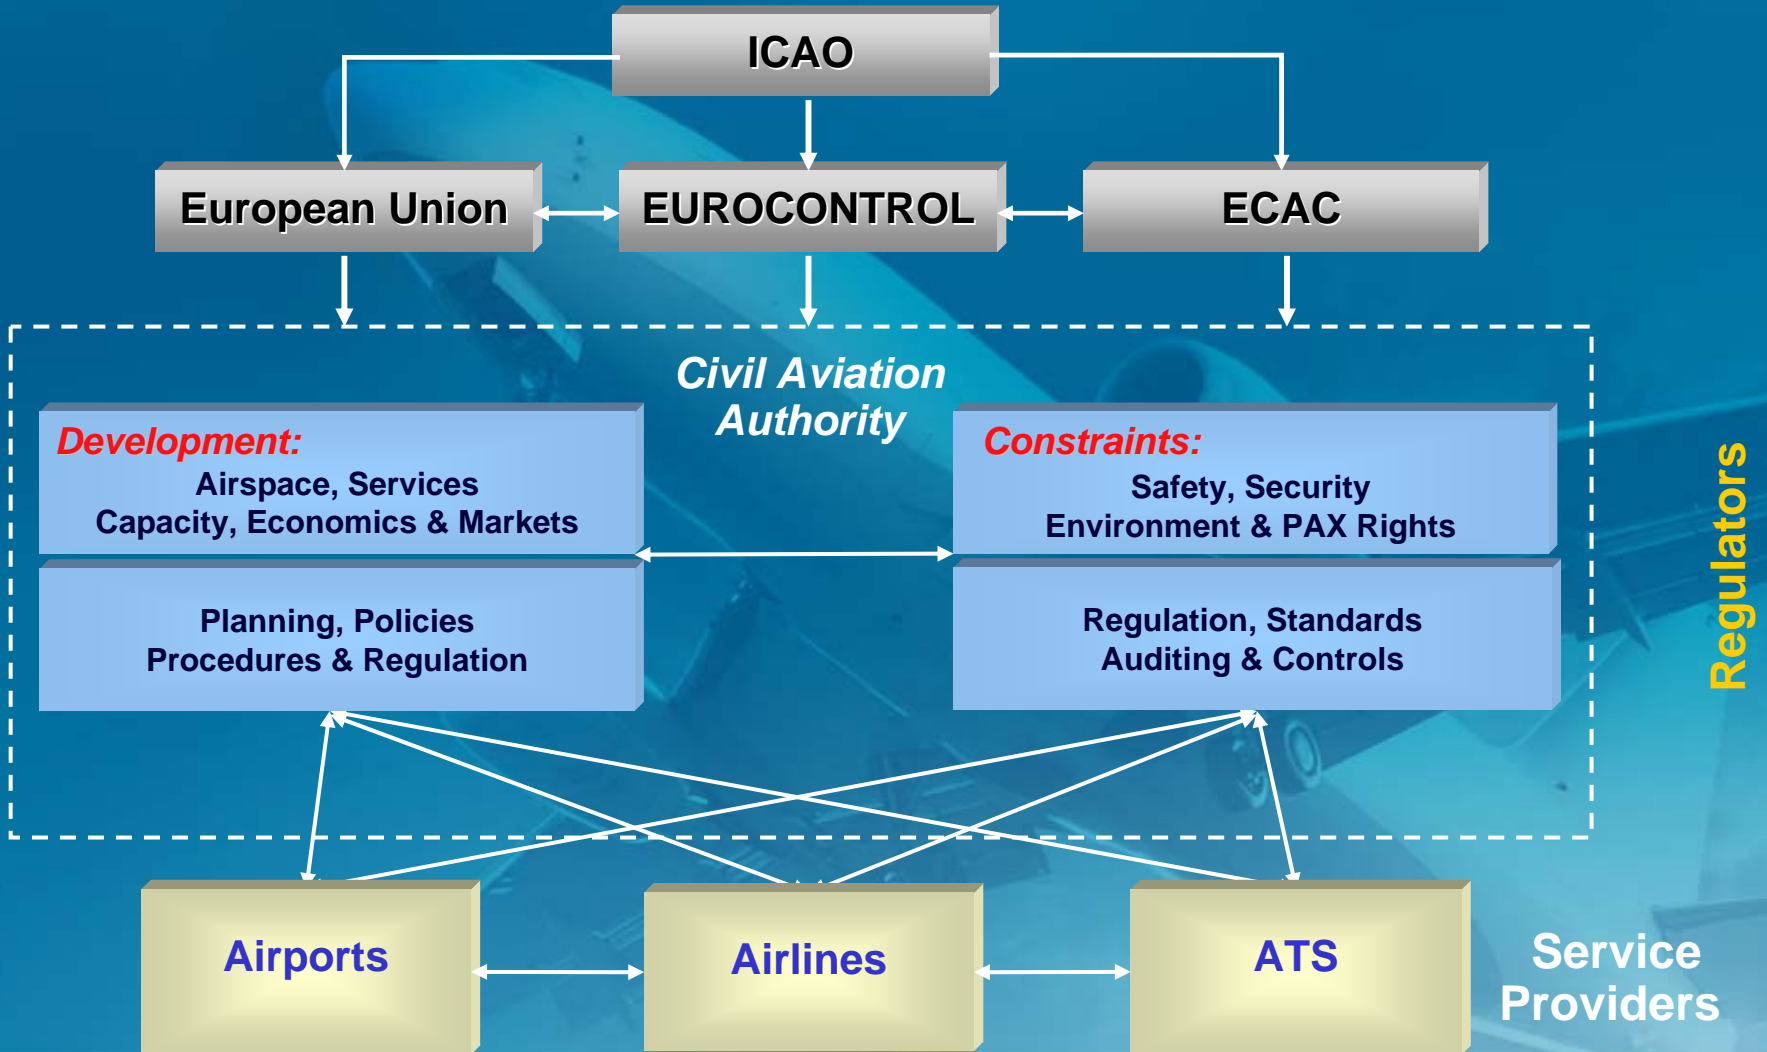 ICAO
European Union
EUROCONTROL
ECAC
Civil Aviation
Authority
Development:
Airspace, Services
Capacity, Economics & Markets
Constraints:
Safety, Security
Environment & PAX Rights
Planning, Policies
Procedures & Regulation
Regulation, Standards
Auditing & Controls
Regulators
Airports
Airlines
ATS
Service
Providers